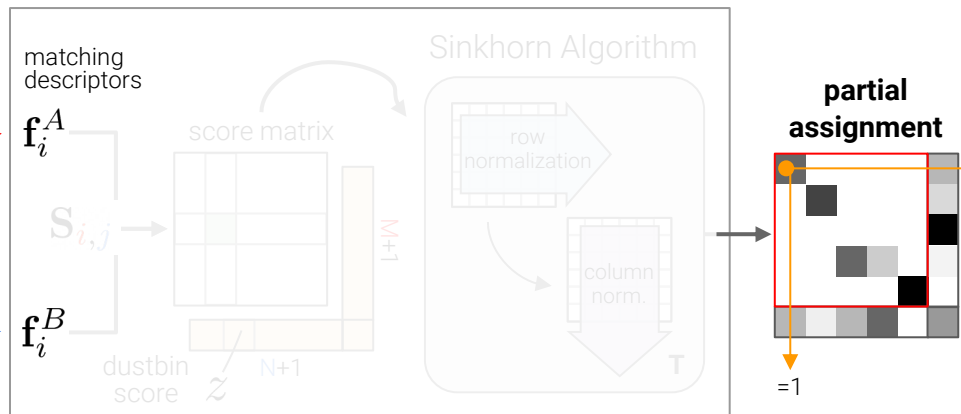 Sinkhorn Algorithm
matching
descriptors
partial
assignment
f_i^A
score matrix
row
normalization
S_{i,j}
M+1
column
norm.
f_i^B
dustbin
score
z
N+1
T
=1